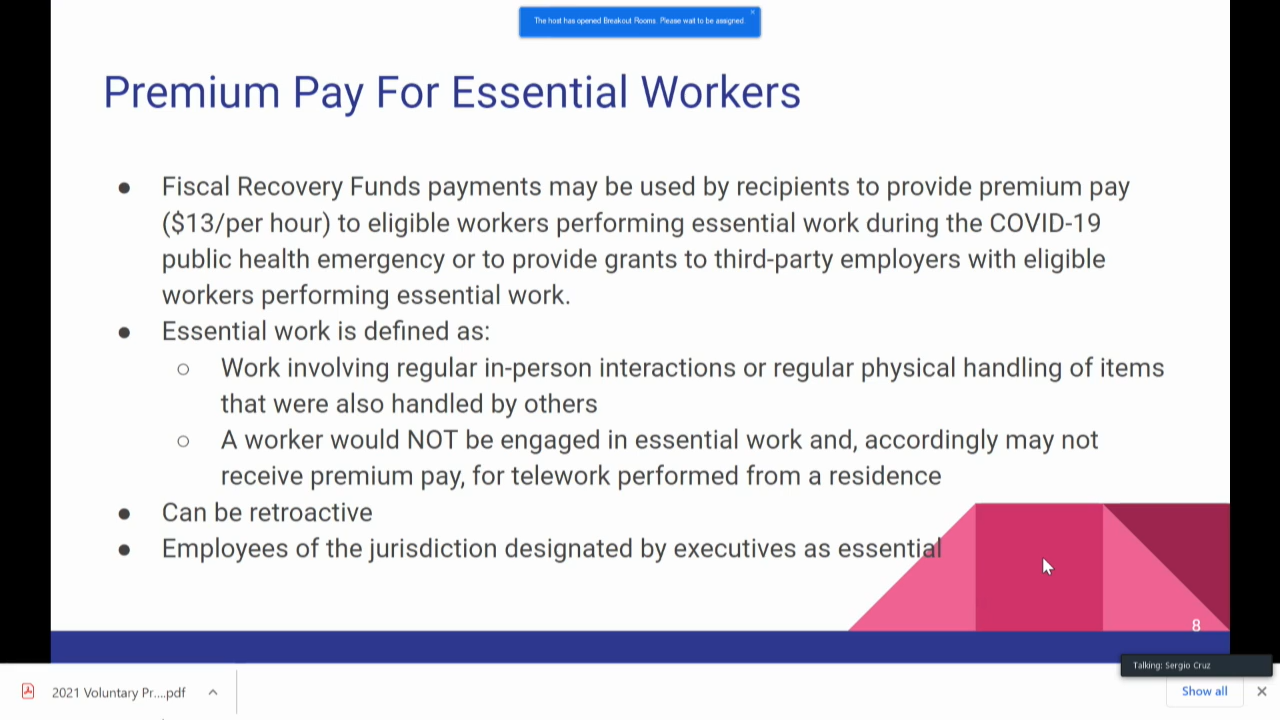 The host has opened Breakout Rooms. Please wait to be assigned.
Premium Pay For Essential Workers
● Fiscal Recovery Funds payments may be used by recipients to provide premium pay
($13/per hour) to eligible workers performing essential work during the COVID-19
public health emergency or to provide grants to third-party employers with eligible
workers performing essential work.
● Essential work is defined as:
○ Work involving regular in-person interactions or regular physical handling of items
that were also handled by others
○ A worker would NOT be engaged in essential work and, accordingly may not
receive premium pay, for telework performed from a residence
● Can be retroactive
● Employees of the jurisdiction designated by executives as essential
8
Talking: Sergio Cruz
2021 Voluntary Pr....pdf
Show all